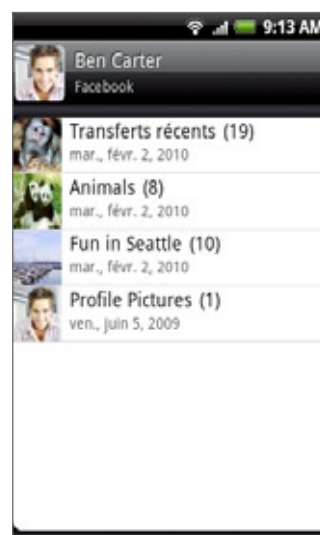 9:13 AM
Ben Carter
Facebook
Transferts récents (19)
mar., févr. 2, 2010
Animals (8)
mar., févr. 2, 2010
Fun in Seattle (10)
mar., févr. 2, 2010
Profile Pictures (1)
ven., juin 5, 2009